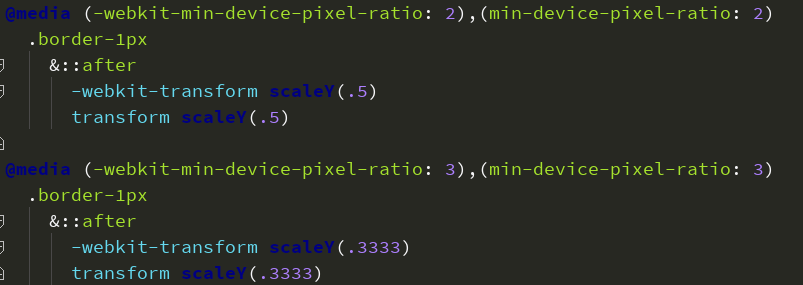 @media (-webkit-min-device-pixel-ratio: 2),(min-device-pixel-ratio: 2)
  .border-1px
    &::after
      -webkit-transform scaleY(.5)
      transform scaleY(.5)
@media (-webkit-min-device-pixel-ratio: 3),(min-device-pixel-ratio: 3)
  .border-1px
    &::after
      -webkit-transform scaleY(.3333)
      transform scaleY(.3333)